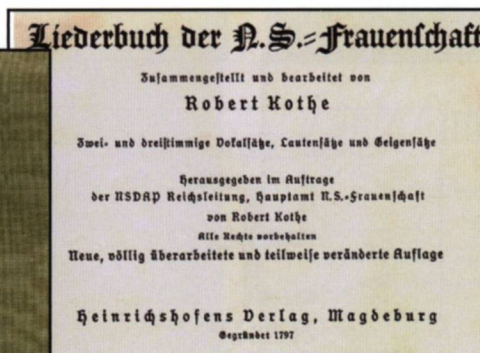 Liederbuch der N.S.=Frauenschaft
Zusammengestellt und bearbeitet von
Robert Kothe
Zwei- und dreistimmige Vokalsätze, Lautensätze und Geigensätze
Herausgegeben im Auftrage
der NSDAP Reichsleitung, Hauptamt N.S.-Frauenschaft
von Robert Kothe
Alle Rechte vorbehalten
Neue, völlig überarbeitete und teilweise veränderte Auflage
Heinrichshofens Verlag, Magdeburg
Gegründet 1797